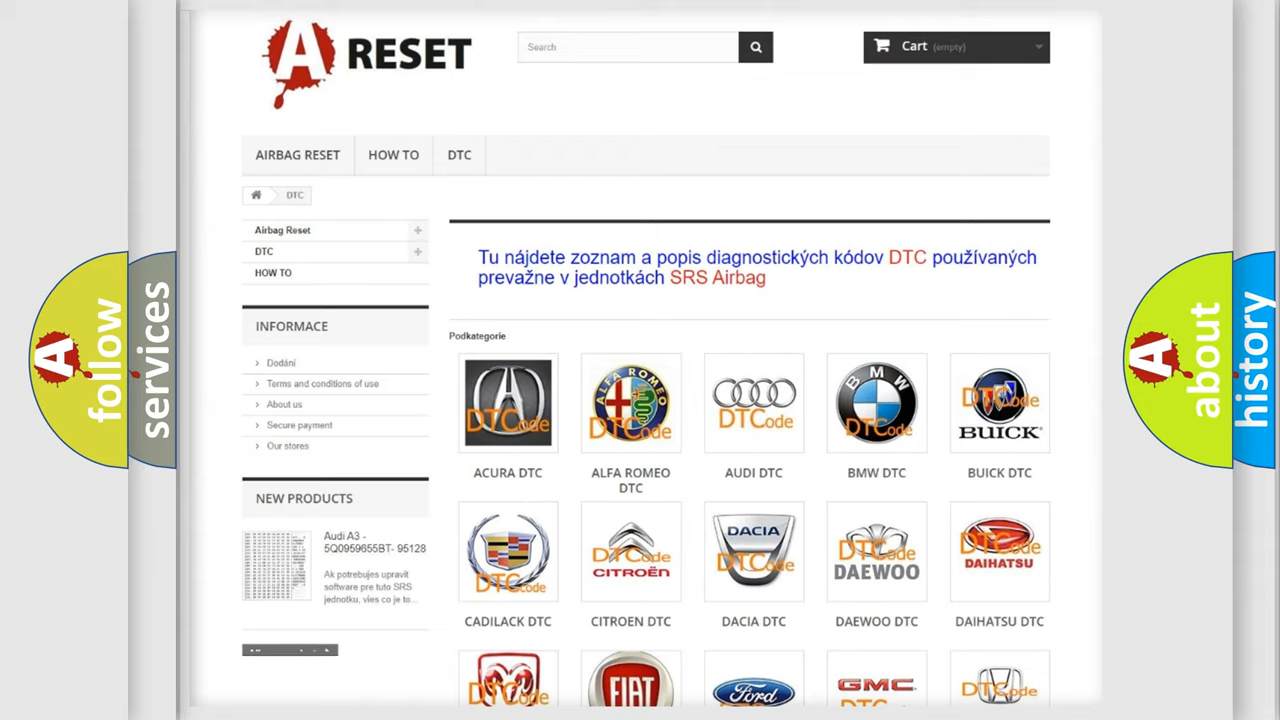 A RESET
Search
Cart (empty)
AIRBAG RESET
HOW TO
DTC
DTC
Airbag Reset
DTC
HOW TO
Tu nájdete zoznam a popis diagnostických kódov DTC používaných
prevažne v jednotkách SRS Airbag
INFORMACE
Dodání
Terms and conditions of use
About us
Secure payment
Our stores
NEW PRODUCTS
Audi A3 -
5Q0959655BT- 95128
Ak potrebujes upravit
software pre tuto SRS
jednotku, vies co je to...
Podkategorie
DTCode
ALFA ROMEO
DTCode
DTCode
BMW
DTCode
DTCode
BUICK
ACURA DTC
ALFA ROMEO
DTC
AUDI DTC
BMW DTC
BUICK DTC
DTCode
DTCode
CITROËN
DACIA
DTCode
DTCode
DAEWOO
DTCode
DAIHATSU
CADILACK DTC
CITROEN DTC
DACIA DTC
DAEWOO DTC
DAIHATSU DTC
DTCode
FIAT
Ford
GMC
DTCode
A follow
services
A about
history